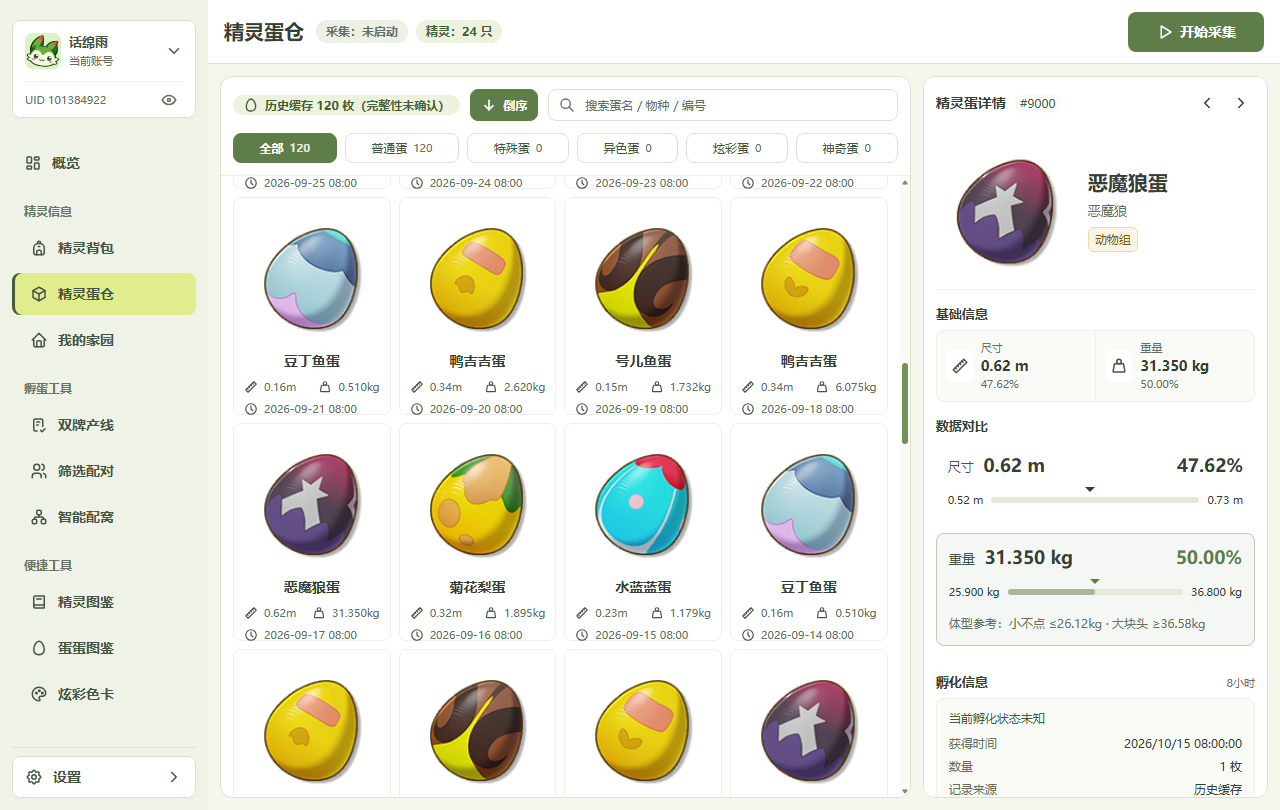 话绵雨
当前账号
UID 101384922
概览
精灵信息
精灵背包
精灵蛋仓
我的家园
孵蛋工具
双牌产线
筛选配对
智能配窝
便捷工具
精灵图鉴
蛋蛋图鉴
炫彩色卡
设置
精灵蛋仓 采集：未启动 精灵：24 只
开始采集
历史缓存 120 枚（完整性未确认） 倒序 搜索蛋名 / 物种 / 编号
全部 120 普通蛋 120 特殊蛋 0 异色蛋 0 炫彩蛋 0 神奇蛋 0
2026-09-25 08:00 2026-09-24 08:00 2026-09-23 08:00 2026-09-22 08:00
豆丁鱼蛋 鸭吉吉蛋 号儿鱼蛋 鸭吉吉蛋
0.16m 0.510kg 0.34m 2.620kg 0.15m 1.732kg 0.34m 6.075kg
2026-09-21 08:00 2026-09-20 08:00 2026-09-19 08:00 2026-09-18 08:00
恶魔狼蛋 菊花梨蛋 水蓝蓝蛋 豆丁鱼蛋
0.62m 31.350kg 0.32m 1.895kg 0.23m 1.179kg 0.16m 0.510kg
2026-09-17 08:00 2026-09-16 08:00 2026-09-15 08:00 2026-09-14 08:00
精灵蛋详情 #9000
恶魔狼蛋
恶魔狼
动物组
基础信息
尺寸 重量
0.62 m 31.350 kg
47.62% 50.00%
数据对比
尺寸 0.62 m 47.62%
0.52 m 0.73 m
重量 31.350 kg 50.00%
25.900 kg 36.800 kg
体型参考：小不点 ≤26.12kg · 大块头 ≥36.58kg
孵化信息 8小时
当前孵化状态未知
获得时间 2026/10/15 08:00:00
数量 1 枚
记录来源 历史缓存